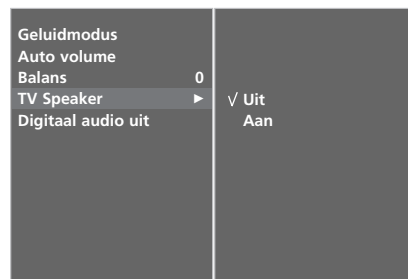 Geluidmodus
Auto volume
Balans 0
TV Speaker ►
Digitaal audio uit
√ Uit
Aan